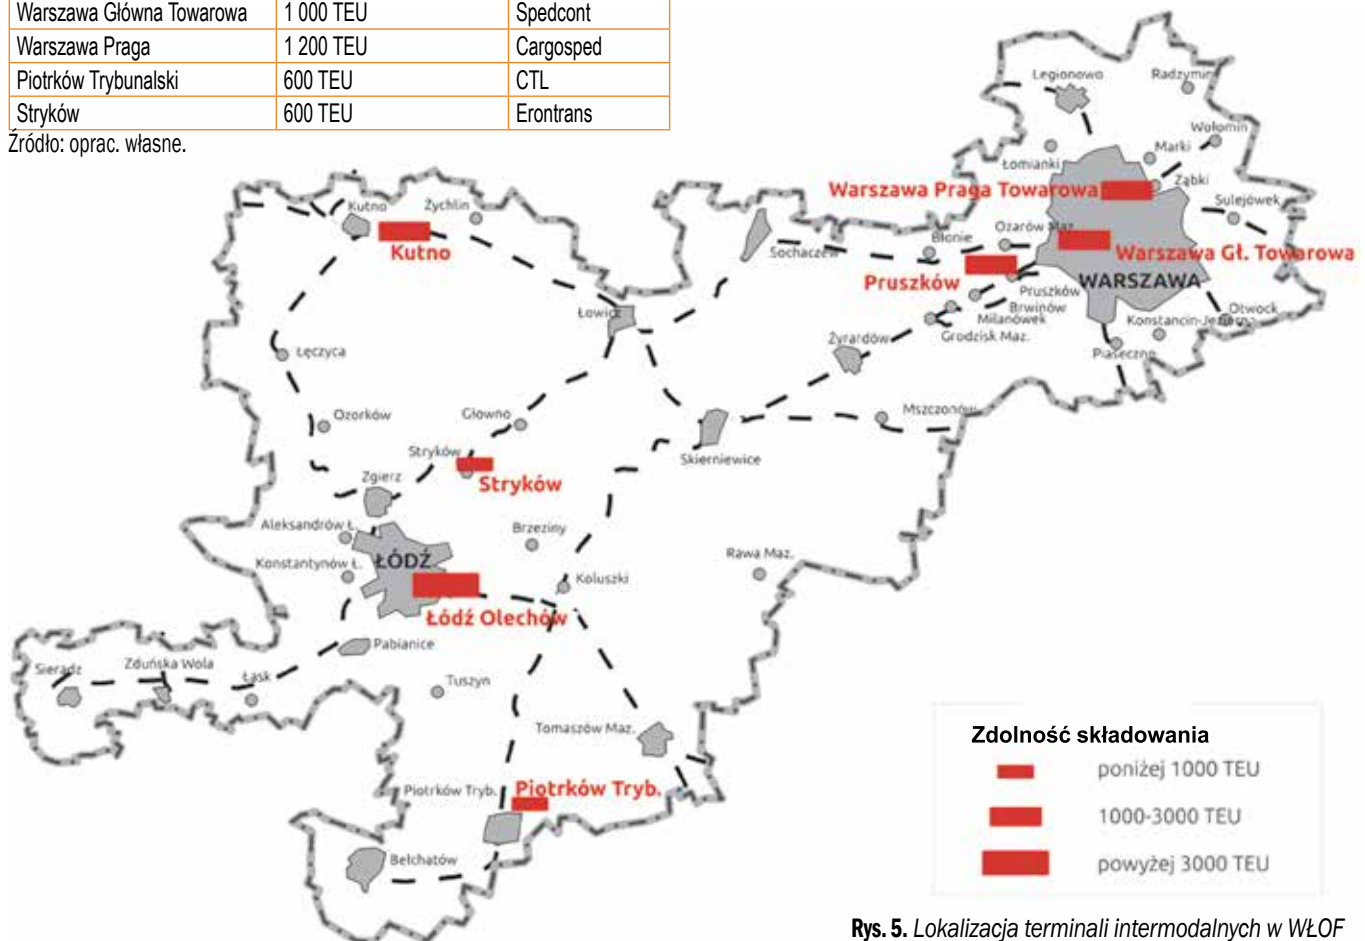 Warszawa Główna Towarowa 1 000 TEU Spedcont
Warszawa Praga 1 200 TEU Cargosped
Piotrków Trybunalski 600 TEU CTL
Stryków 600 TEU Erontrans
Źródło: oprac. własne.
Legionowo
Radzymin
Wołomin
Marki
Łomianki
Ząbki
Warszawa Praga Towarowa
Sulejówek
Kutno
Żychlin
Kutno
Sochaczew
Błonie
Ożarów Maz.
Warszawa Gł. Towarowa
Pruszków
WARSZAWA
Pruszków
Brwinów
Milanówek
Grodzisk Maz.
Otwock
Konstancin-Jeziorna
Piaseczno
Łowicz
Żyrardów
Łęczyca
Ozorków
Głowno
Mszczonów
Stryków
Stryków
Skierniewice
Zgierz
Aleksandrów Ł.
Brzeziny
Konstantynów Ł.
ŁÓDŹ
Rawa Maz.
Koluszki
Łódź Olechów
Pabianice
Sieradz
Zduńska Wola
Łask
Tuszyn
Tomaszów Maz.
Piotrków Tryb.
Piotrków Tryb.
Bełchatów
Zdolność składowania
poniżej 1000 TEU
1000-3000 TEU
powyżej 3000 TEU
Rys. 5. Lokalizacja terminali intermodalnych w WŁOF